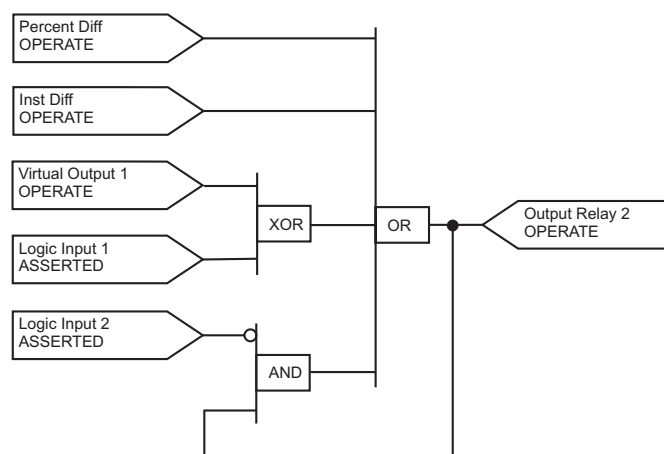 Percent Diff
OPERATE
Inst Diff
OPERATE
Virtual Output 1
OPERATE
XOR
OR
Output Relay 2
OPERATE
Logic Input 1
ASSERTED
Logic Input 2
ASSERTED
AND